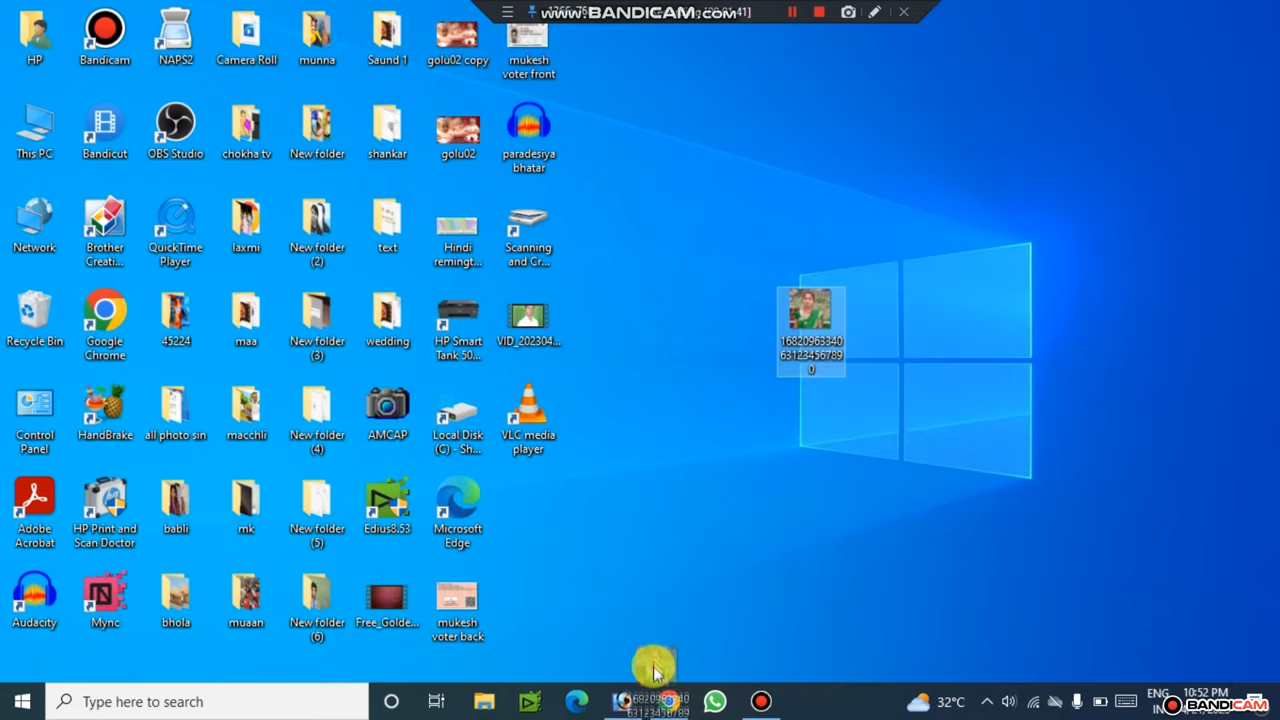 www.BANDICAM.com
HP
Bandicam
NAPS2
Camera Roll
munna
Saund 1
golu02 copy
mukesh
voter front
This PC
Bandicut
OBS Studio
chokha tv
New folder
shankar
golu02
paradesiya
bhatar
Network
Brother
Creati...
QuickTime
Player
laxmi
New folder
(2)
text
Hindi
remingt...
Scanning
and Cr...
Recycle Bin
Google
Chrome
45224
maa
New folder
(3)
wedding
HP Smart
Tank 50...
VID_202304...
16820963340
63123456789
0
Control
Panel
HandBrake
all photo sin
macchli
New folder
(4)
AMCAP
Local Disk
(C) - Sh...
VLC media
player
Adobe
Acrobat
HP Print and
Scan Doctor
babli
mk
New folder
(5)
Edius8.53
Microsoft
Edge
Audacity
Mync
bhola
muaan
New folder
(6)
Free_Golde...
mukesh
voter back
Type here to search
16820963340
63123456789
32°C
ENG
10:52 PM
BANDICAM